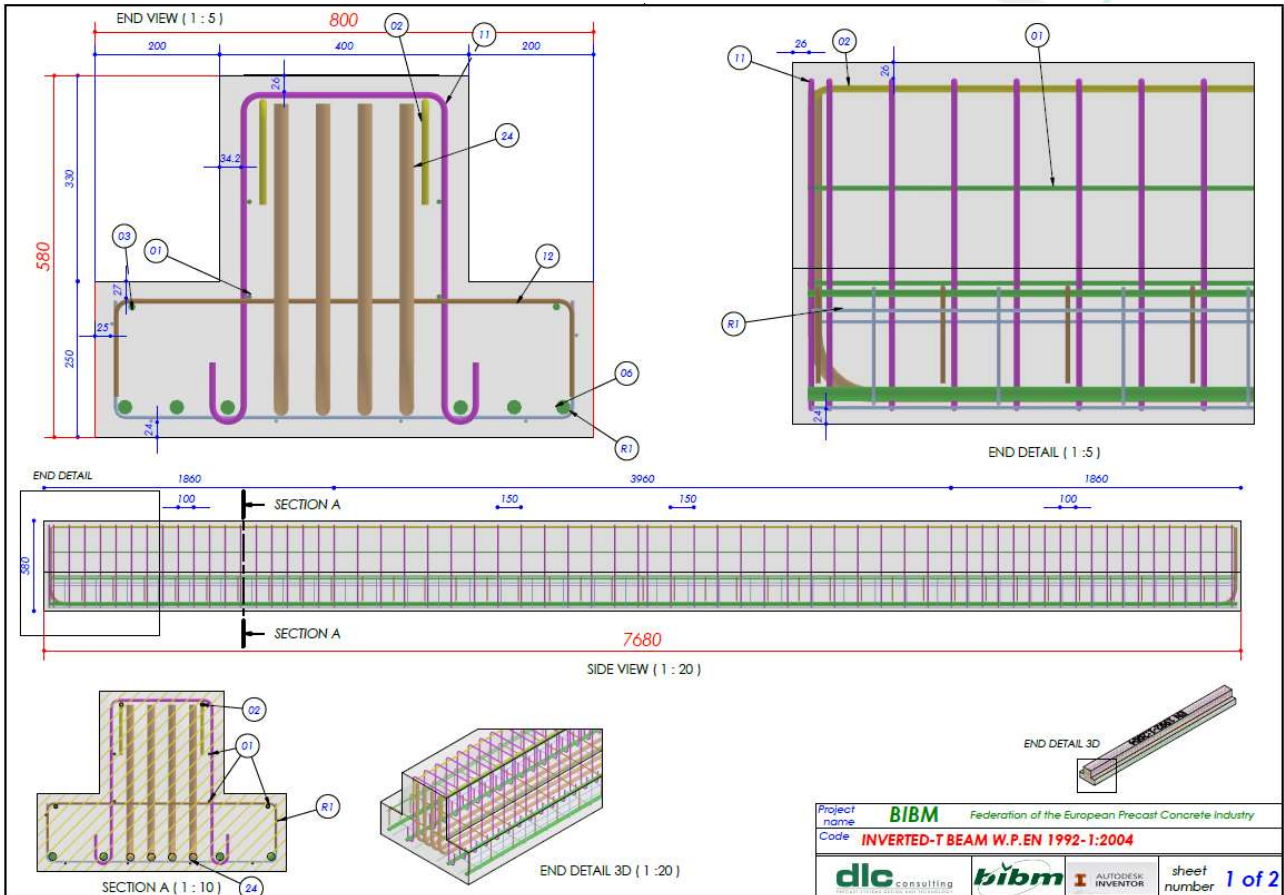 END VIEW ( 1 : 5 )
800
200
400
200
02
11
26
24
34.2
330
580
03
01
27
12
25
250
06
24
R1
26
02
01
11
26
R1
24
END DETAIL ( 1 :5 )
END DETAIL
1860
3960
1860
100
SECTION A
150
150
100
580
SECTION A
7680
SIDE VIEW ( 1 : 20 )
02
01
R1
24
SECTION A ( 1 : 10 )
END DETAIL 3D ( 1 :20 )
END DETAIL 3D
Project name
BIBM Federation of the European Precast Concrete Industry
Code INVERTED-T BEAM W.P.EN 1992-1:2004
dlc consulting
bibm
AUTODESK INVENTOR
sheet number 1 of 2